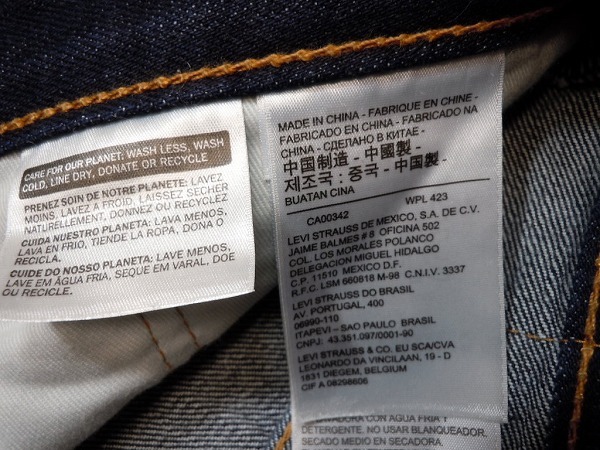 CARE FOR OUR PLANET: WASH LESS, WASH
COLD, LINE DRY, DONATE OR RECYCLE
PRENEZ SOIN DE NOTRE PLANETE: LAVEZ
MOINS, LAVEZ A FROID, LAISSEZ SECHER
NATURELLEMENT, DONNEZ OU RECYCLEZ
CUIDA NUESTRO PLANETA: LAVA MENOS,
LAVA EN FRIO, TIENDE LA ROPA, DONA O
RECICLA.
CUIDE DO NOSSO PLANETA: LAVE MENOS,
LAVE EM ÁGUA FRIA, SEQUE EM VARAL, DOE
OU RECICLE.
MADE IN CHINA - FABRIQUE EN CHINE -
FABRICADO EN CHINA - FABRICADO NA
CHINA - СДЕЛАНО В КИТАЕ -
中国制造 - 中國製 -
제조국 : 중국 - 中国製 -
BUATAN CINA
CA00342 WPL 423
LEVI STRAUSS DE MEXICO, S.A. DE C.V.
JAIME BALMES # 8 OFICINA 502
COL. LOS MORALES POLANCO
DELEGACION MIGUEL HIDALGO
C.P. 11510 MEXICO D.F.
R.F.C. LSM 660818 M-98 C.N.I.V. 3337
LEVI STRAUSS DO BRASIL
AV. PORTUGAL, 400
06990-110
ITAPEVI - SAO PAULO BRASIL
CNPJ: 43.351.097/0001-90
LEVI STRAUSS & CO. EU SCA/CVA
LEONARDO DA VINCILAAN, 19 - D
1831 DIEGEM, BELGIUM
CIF A 08298606
CON AGUA FRIA Y
DETERGENTE. NO USAR BLANQUEADOR.
SECADO MEDIO EN SECADORA.